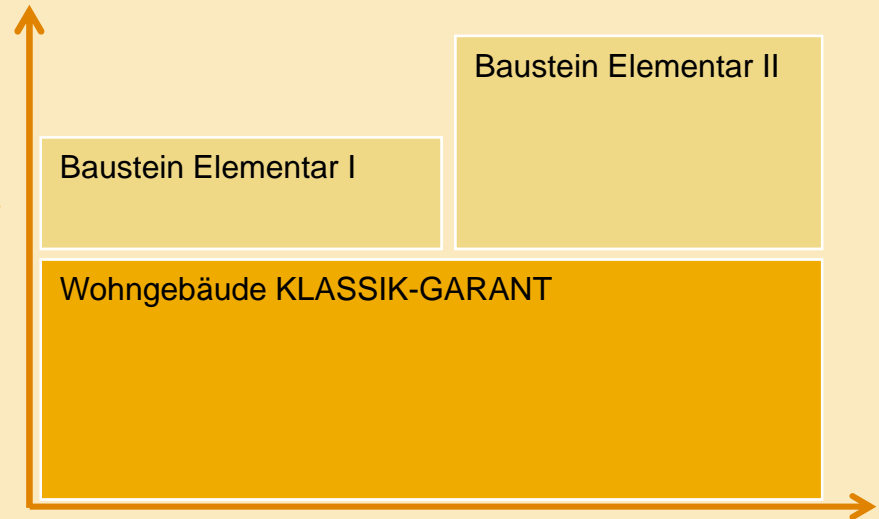 Baustein Elementar II
Baustein Elementar I
Wohngebäude KLASSIK-GARANT